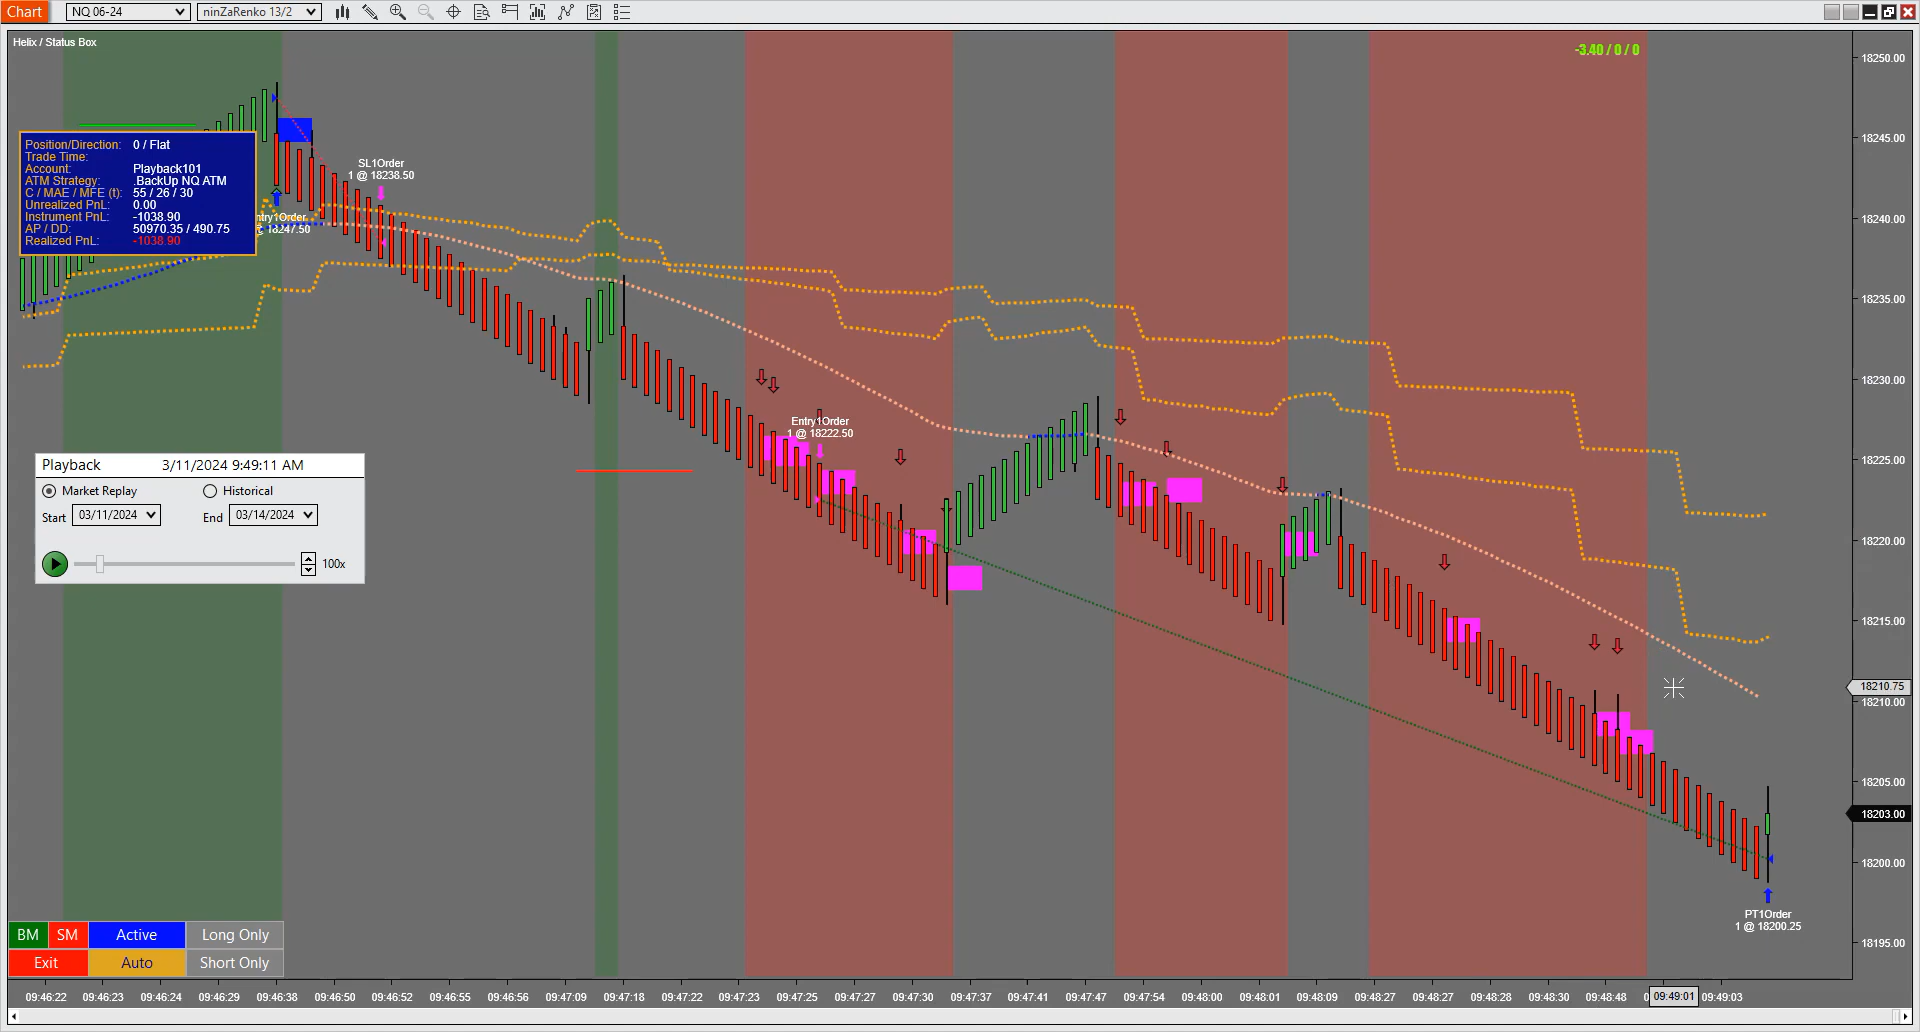 Chart NQ 06-24 ninZaRenko 13/2
Helix / Status Box
-3.40 / 0 / 0
Position/Direction: 0 / Flat
Trade Time:
Account: Playback101
ATM Strategy: .BackUp NQ ATM
C / MAE / MFE (t): 55 / 26 / 30
Unrealized PnL: 0.00
Instrument PnL: -1038.90
AP / DD: 50970.35 / 490.75
Realized PnL: -1038.90
SL1Order
1 @ 18238.50
ntry1Order
@ 18247.50
Entry1Order
1 @ 18222.50
Playback 3/11/2024 9:49:11 AM
Market Replay Historical
Start 03/11/2024 End 03/14/2024
100x
PT1Order
1 @ 18200.25
18250.00
18245.00
18240.00
18235.00
18230.00
18225.00
18220.00
18215.00
18210.75
18210.00
18205.00
18203.00
18200.00
18195.00
BM SM Active Long Only
Exit Auto Short Only
09:46:22 09:46:23 09:46:24 09:46:29 09:46:38 09:46:50 09:46:52 09:46:55 09:46:56 09:47:09 09:47:18 09:47:22 09:47:23 09:47:25 09:47:27 09:47:30 09:47:37 09:47:41 09:47:47 09:47:54 09:48:00 09:48:01 09:48:09 09:48:27 09:48:27 09:48:28 09:48:30 09:48:48 09:49:01 09:49:03